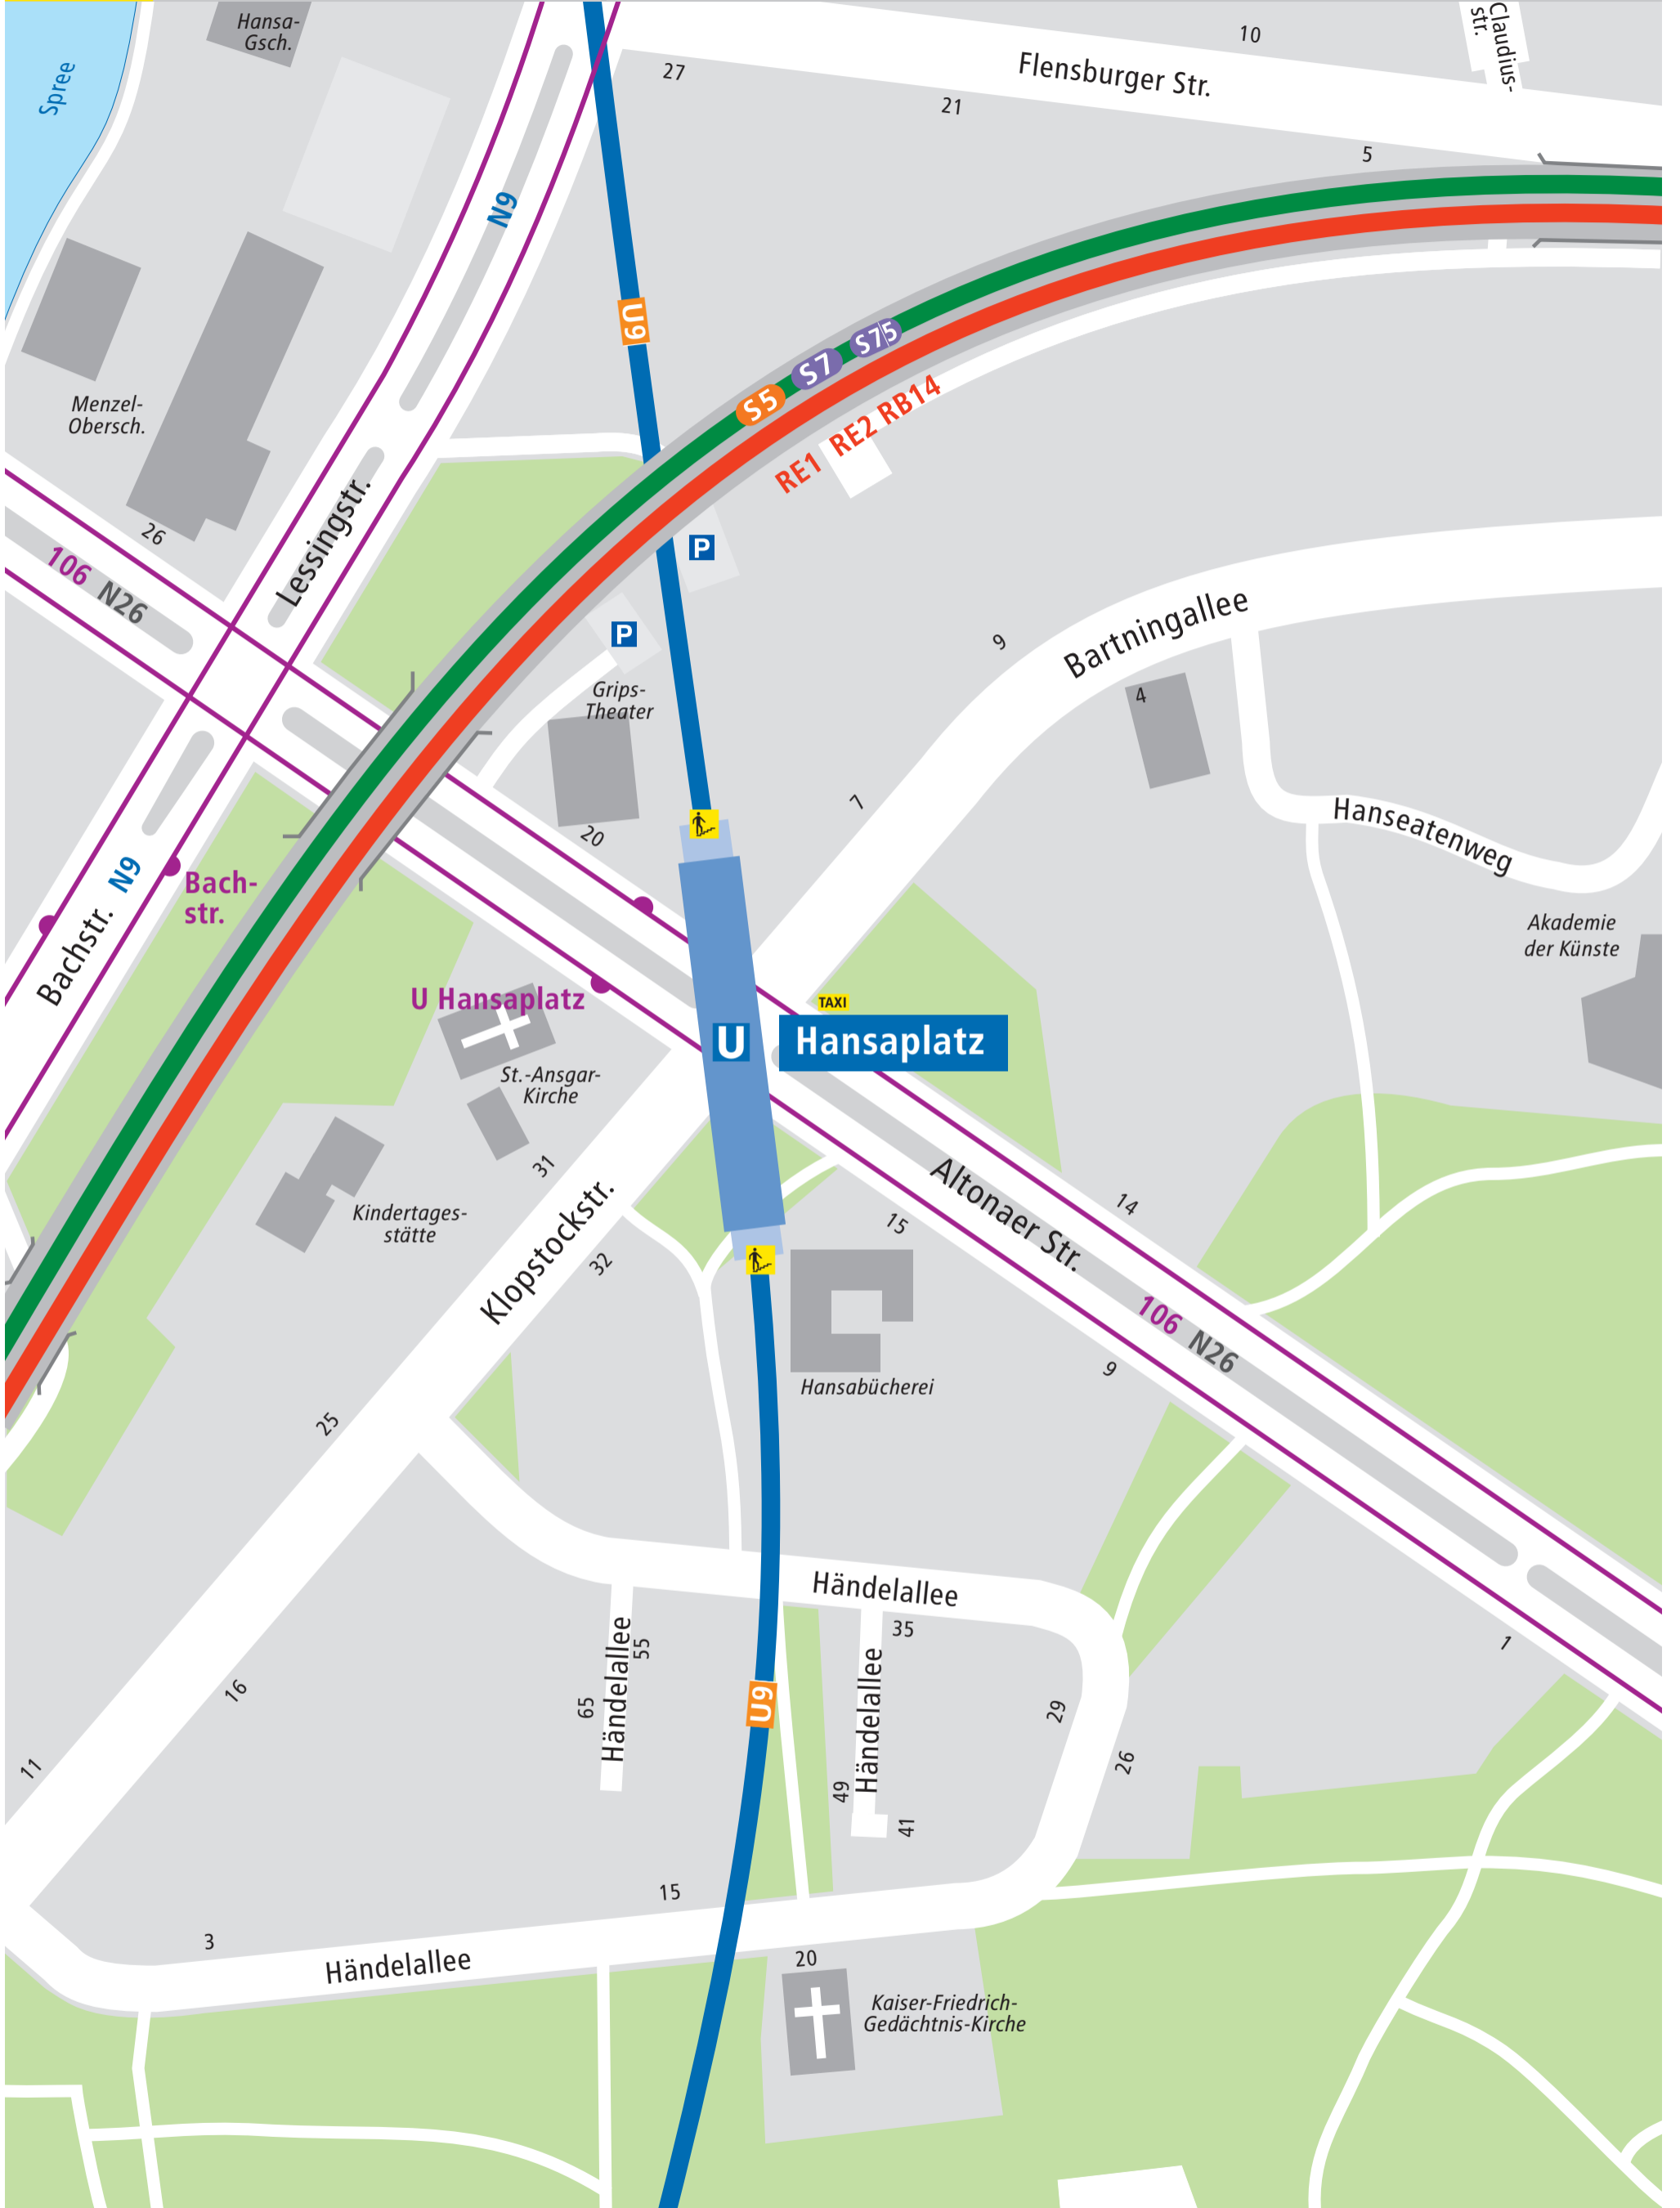 Hansa-
Gsch.
Spree
10
Claudius-
str.
Flensburger Str.
27
21
5
N9
U9
S5
S7
S75
RE1 RE2 RB14
Menzel-
Obersch.
26
106 N26
Lessingstr.
P
P
Grips-
Theater
20
9
Bartningallee
4
7
Hanseatenweg
Akademie
der Künste
N9
Bachstr.
Bach-
str.
U Hansaplatz
TAXI
U
Hansaplatz
St.-Ansgar-
Kirche
31
Kindertages-
stätte
Klopstockstr.
32
15
Altonaer Str.
14
106 N26
Hansabücherei
9
25
Händelallee
35
55
65
Händelallee
U9
Händelallee
49
41
29
26
1
16
11
15
3
Händelallee
20
Kaiser-Friedrich-
Gedächtnis-Kirche